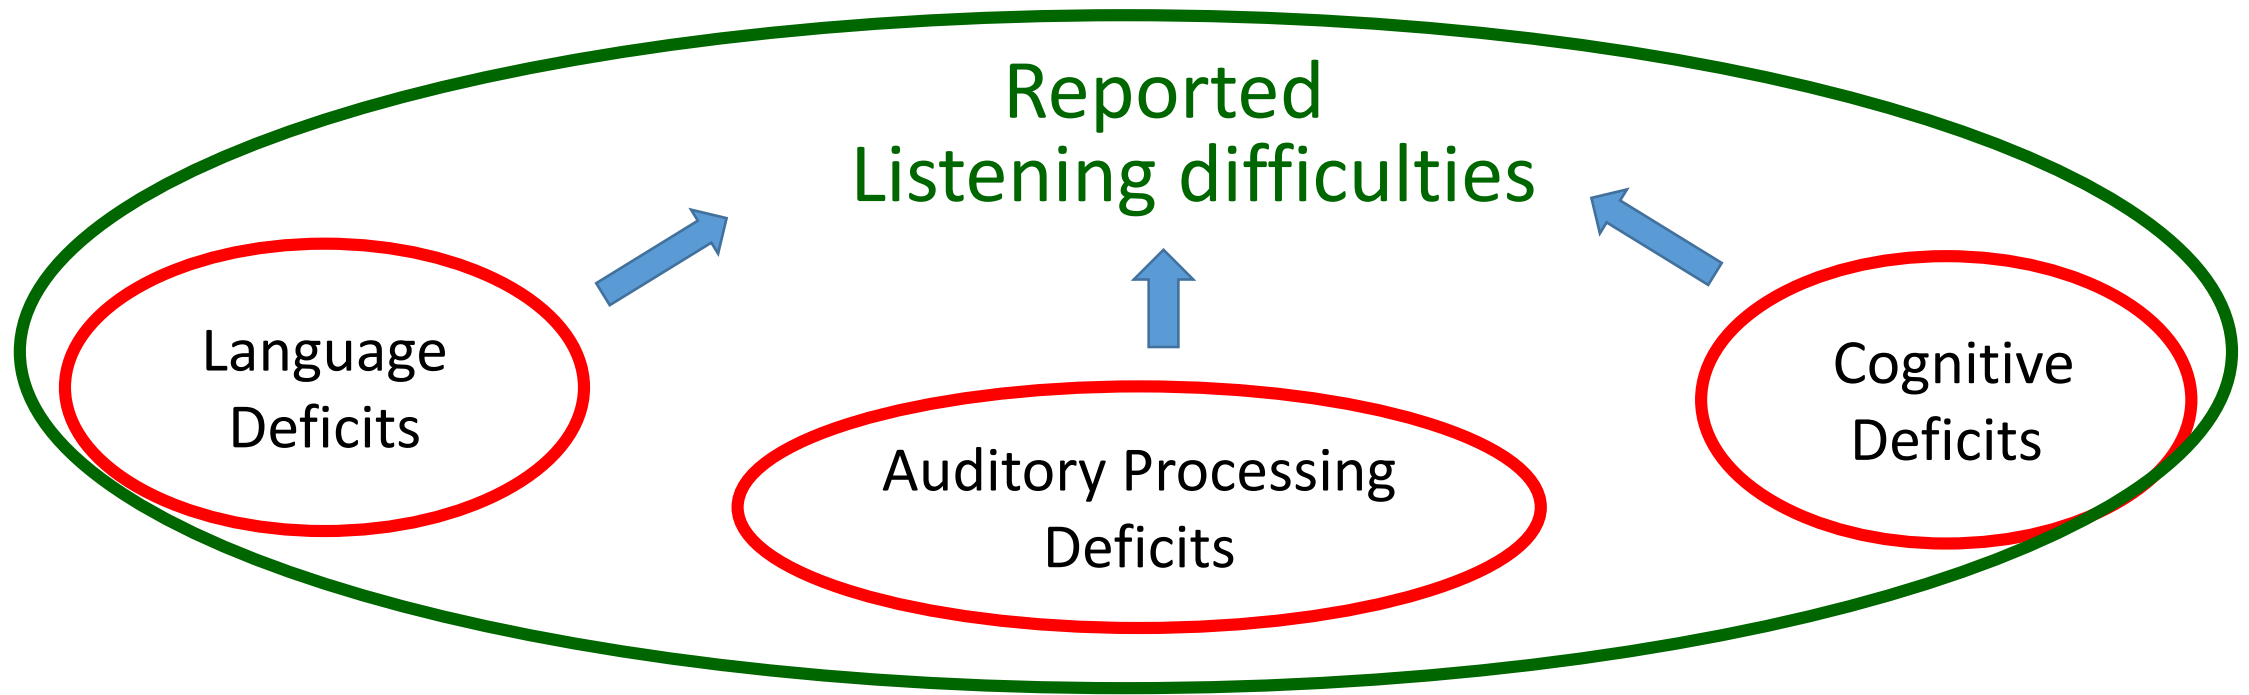 Reported
Listening difficulties
Language
Deficits
Auditory Processing
Deficits
Cognitive
Deficits